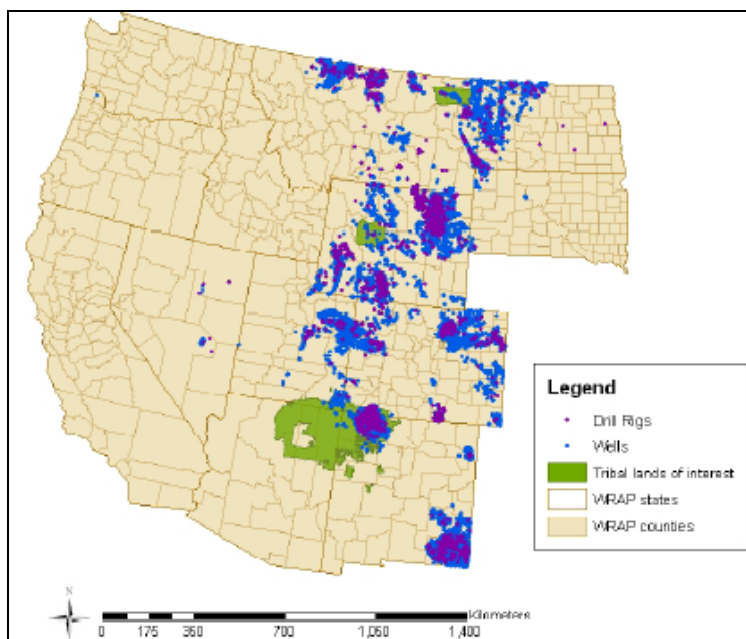 Legend
Drill Rigs
Wells
Tribal lands of interest
WRAP states
WRAP counties
N
Kilometers
0 175 350 700 1,050 1,400